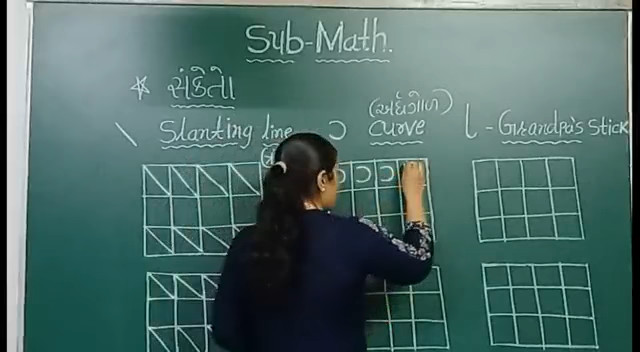 Sub-Math.
☆ સંકેતો
\ Slanting line
(અર્ધગોળ)
⊃ curve
l - Grandpa's Stick